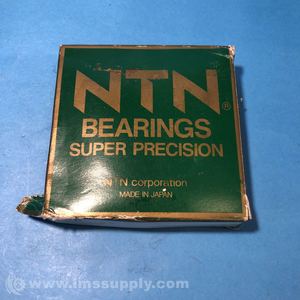 NTN®
BEARINGS
SUPER PRECISION
NTN corporation
MADE IN JAPAN
© www.imssupply.com